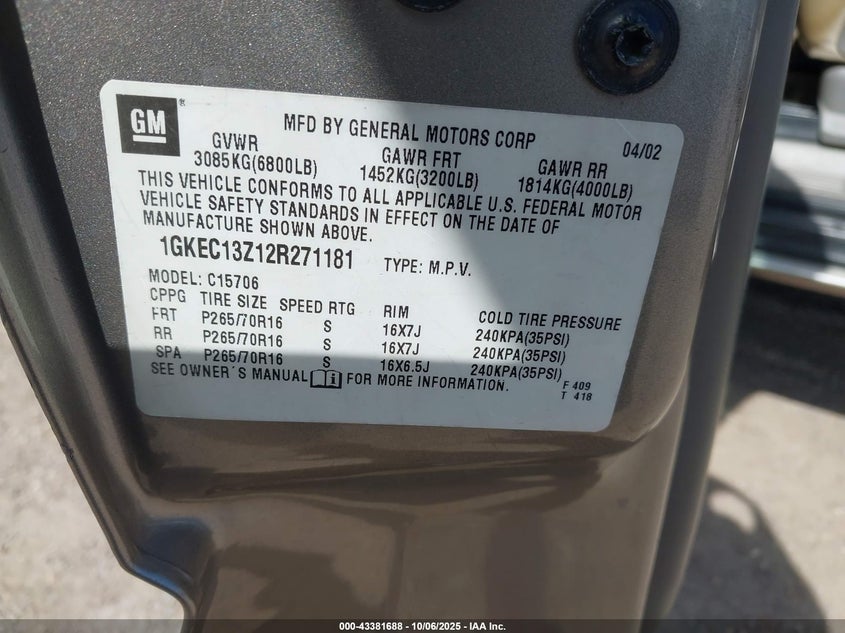 GM®
MFD BY GENERAL MOTORS CORP 04/02
GVWR GAWR FRT GAWR RR
3085KG(6800LB) 1452KG(3200LB) 1814KG(4000LB)
THIS VEHICLE CONFORMS TO ALL APPLICABLE U.S. FEDERAL MOTOR
VEHICLE SAFETY STANDARDS IN EFFECT ON THE DATE OF
MANUFACTURE SHOWN ABOVE.
1GKEC13Z12R271181 TYPE: M.P.V.
MODEL: C15706
CPPG TIRE SIZE SPEED RTG RIM COLD TIRE PRESSURE
FRT P265/70R16 S 16X7J 240KPA(35PSI)
RR P265/70R16 S 16X7J 240KPA(35PSI)
SPA P265/70R16 S 16X6.5J 240KPA(35PSI)
SEE OWNER'S MANUAL FOR MORE INFORMATION.
F 409
T 418
000-43381688 - 10/06/2025 - IAA Inc.